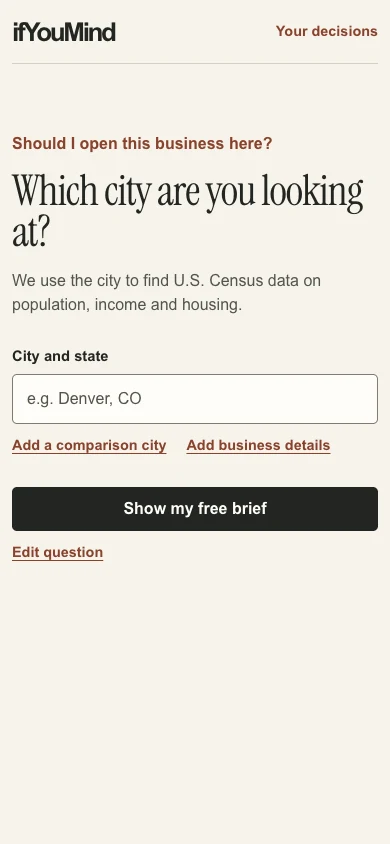 ifYouMind
Your decisions
Should I open this business here?
Which city are you looking
at?
We use the city to find U.S. Census data on
population, income and housing.
City and state
e.g. Denver, CO
Add a comparison city
Add business details
Show my free brief
Edit question